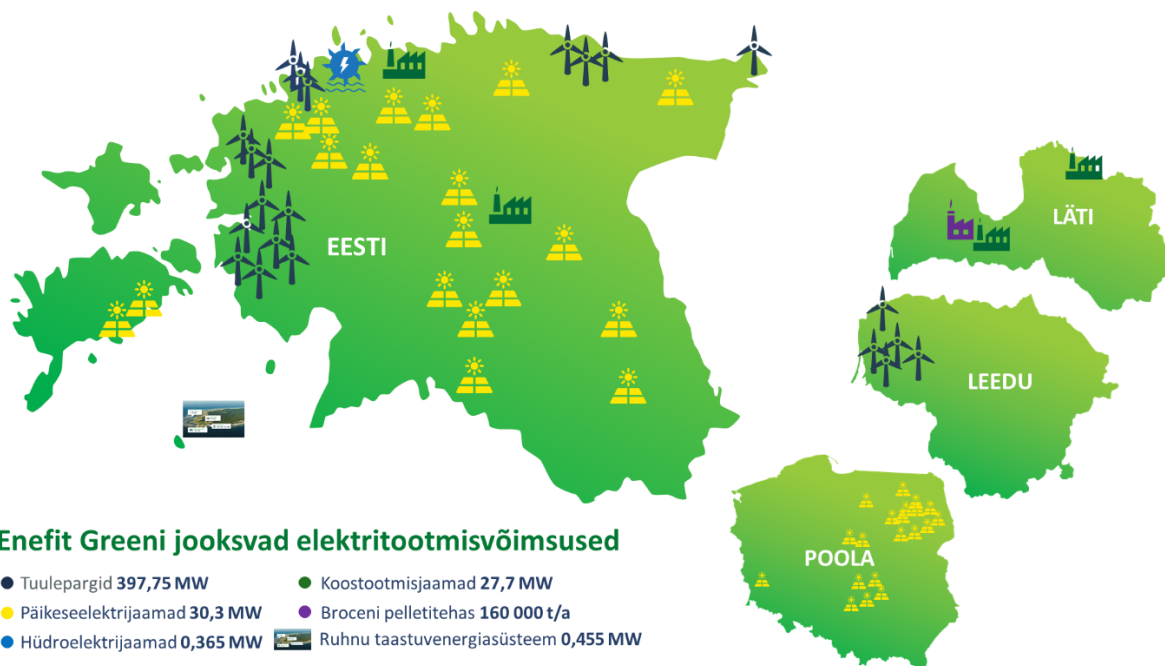 EESTI
LÄTI
LEEDU
POOLA
Enefit Greeni jooksvad elektritootmisvõimsused
Tuulepargid 397,75 MW
Päikeseelektrijaamad 30,3 MW
Hüdroelektrijaamad 0,365 MW
Koostootmisjaamad 27,7 MW
Broceni pelletitehas 160 000 t/a
Ruhnu taastuvenergiasüsteem 0,455 MW